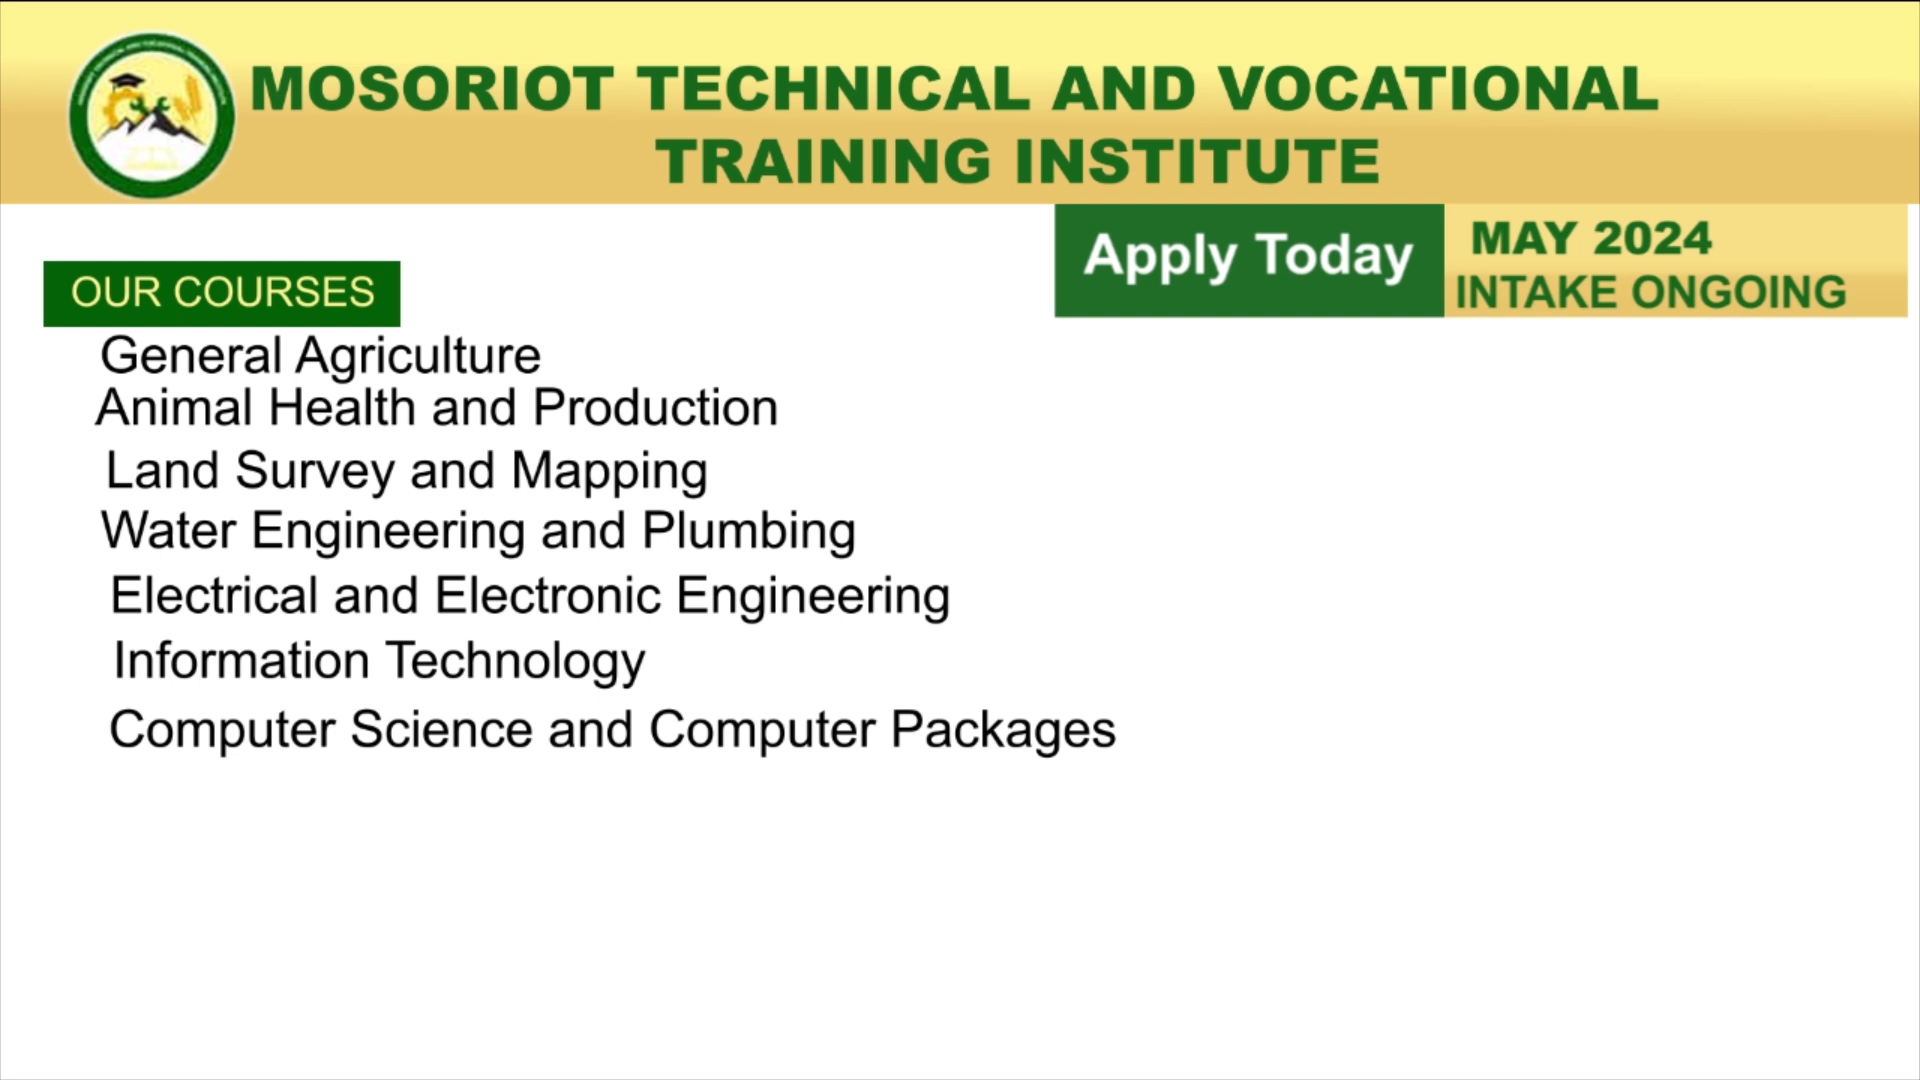 MOSORIOT TECHNICAL AND VOCATIONAL
TRAINING INSTITUTE
Apply Today
MAY 2024
INTAKE ONGOING
OUR COURSES
General Agriculture
Animal Health and Production
Land Survey and Mapping
Water Engineering and Plumbing
Electrical and Electronic Engineering
Information Technology
Computer Science and Computer Packages